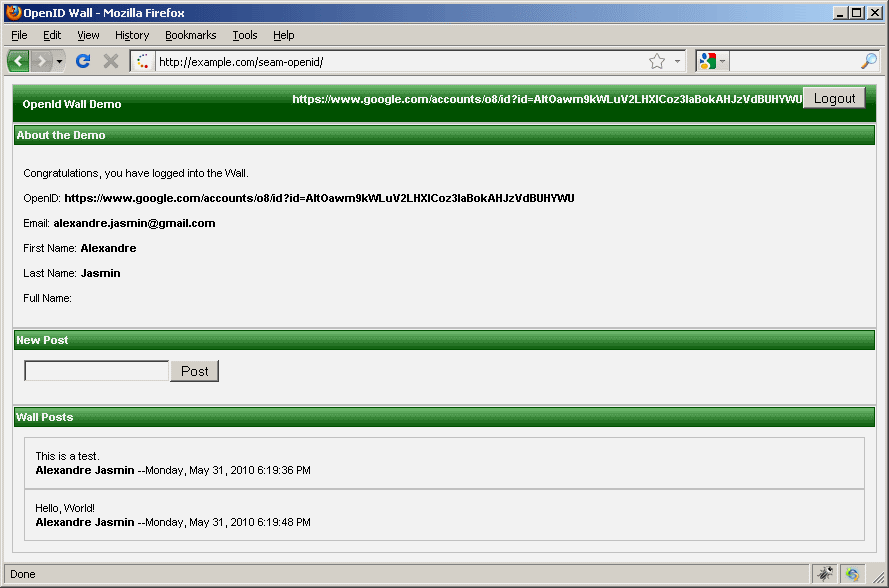 OpenID Wall - Mozilla Firefox
File Edit View History Bookmarks Tools Help
http://example.com/seam-openid/
OpenId Wall Demo
https://www.google.com/accounts/o8/id?id=AItOawm9kWLuV2LHXICoz3laBokAHJzVdBUHYWU Logout
About the Demo
Congratulations, you have logged into the Wall.
OpenID: https://www.google.com/accounts/o8/id?id=AItOawm9kWLuV2LHXICoz3laBokAHJzVdBUHYWU
Email: alexandre.jasmin@gmail.com
First Name: Alexandre
Last Name: Jasmin
Full Name:
New Post
Post
Wall Posts
This is a test.
Alexandre Jasmin --Monday, May 31, 2010 6:19:36 PM
Hello, World!
Alexandre Jasmin --Monday, May 31, 2010 6:19:48 PM
Done